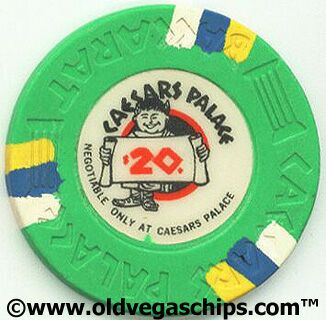 CAESARS PALACE
$20.
NEGOTIABLE ONLY AT CAESARS PALACE
©www.oldvegaschips.com™